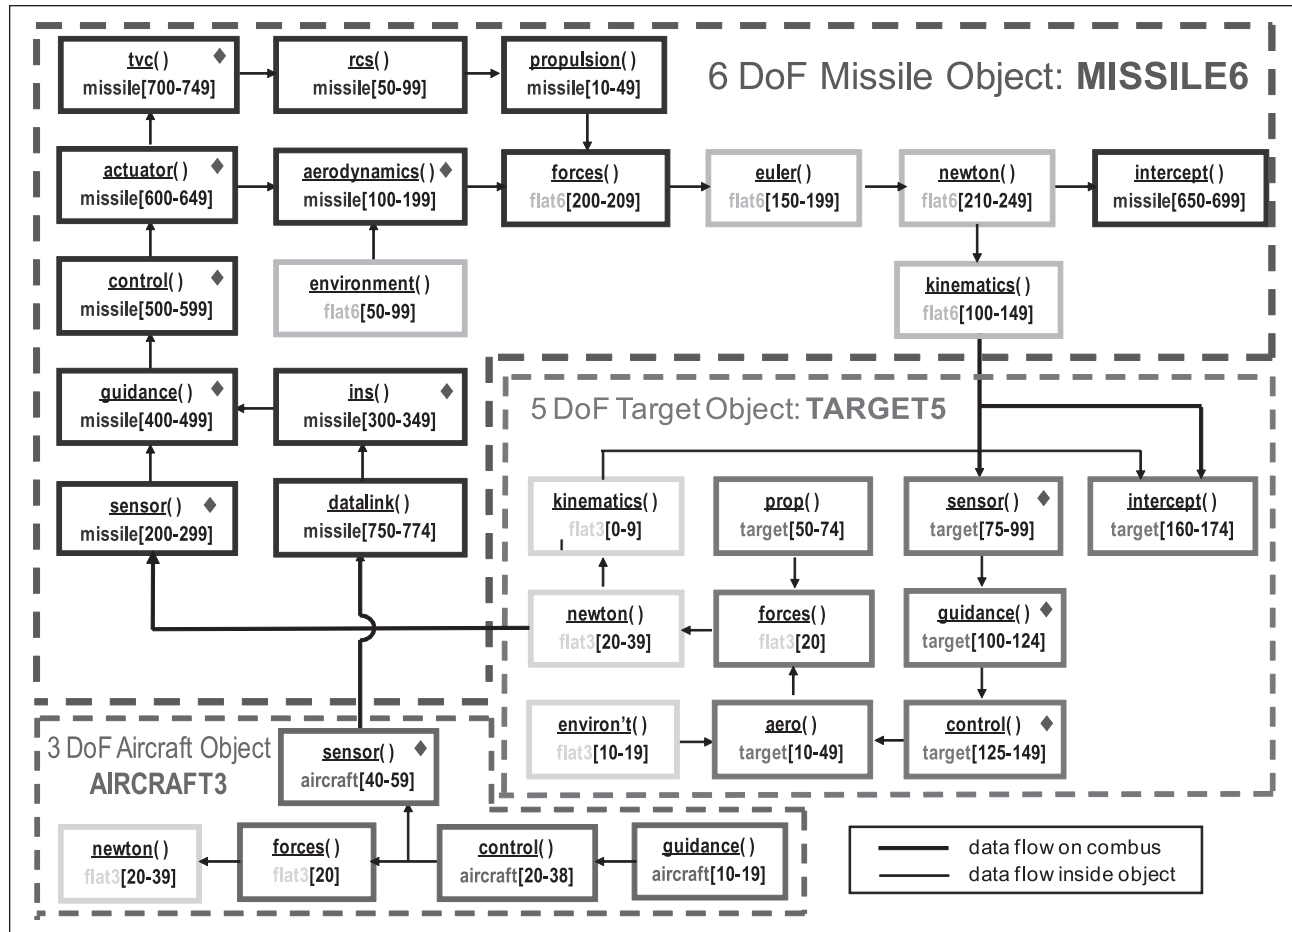 6 DoF Missile Object: MISSILE6
tvc( )
missile[700-749]
rcs( )
missile[50-99]
propulsion( )
missile[10-49]
actuator( )
missile[600-649]
aerodynamics( )
missile[100-199]
forces( )
flat6[200-209]
euler( )
flat6[150-199]
newton( )
flat6[210-249]
intercept( )
missile[650-699]
control( )
missile[500-599]
environment( )
flat6[50-99]
kinematics( )
flat6[100-149]
guidance( )
missile[400-499]
ins( )
missile[300-349]
sensor( )
missile[200-299]
datalink( )
missile[750-774]
5 DoF Target Object: TARGET5
kinematics( )
flat3[0-9]
prop( )
target[50-74]
sensor( )
target[75-99]
intercept( )
target[160-174]
newton( )
flat3[20-39]
forces( )
flat3[20]
guidance( )
target[100-124]
environ't( )
flat3[10-19]
aero( )
target[10-49]
control( )
target[125-149]
3 DoF Aircraft Object
AIRCRAFT3
sensor( )
aircraft[40-59]
newton( )
flat3[20-39]
forces( )
flat3[20]
control( )
aircraft[20-38]
guidance( )
aircraft[10-19]
data flow on combus
data flow inside object